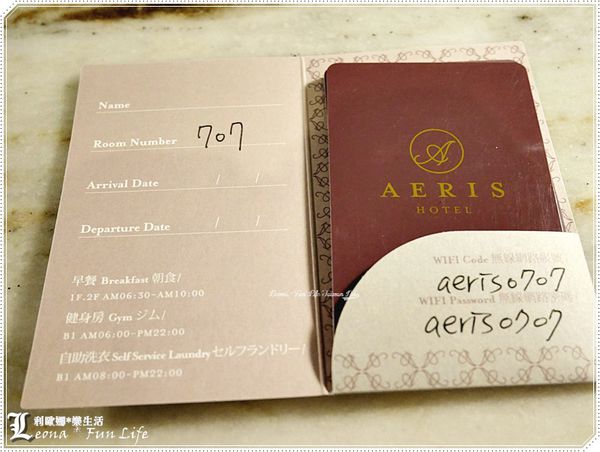 Name
Room Number 707
Arrival Date / /
Departure Date / /
早餐 Breakfast 朝食/
1F.2F AM06:30-AM10:00
健身房 Gym ジム/
B1 AM06:00-PM22:00
自助洗衣 Self Service Laundry セルフランドリー/
B1 AM08:00-PM22:00
A
AERIS
HOTEL
WIFI Code 無線網路帳號/
aeris0707
WIFI Password 無線網路密碼/
aeris0707
利歐娜*樂生活
Leona * Fun Life